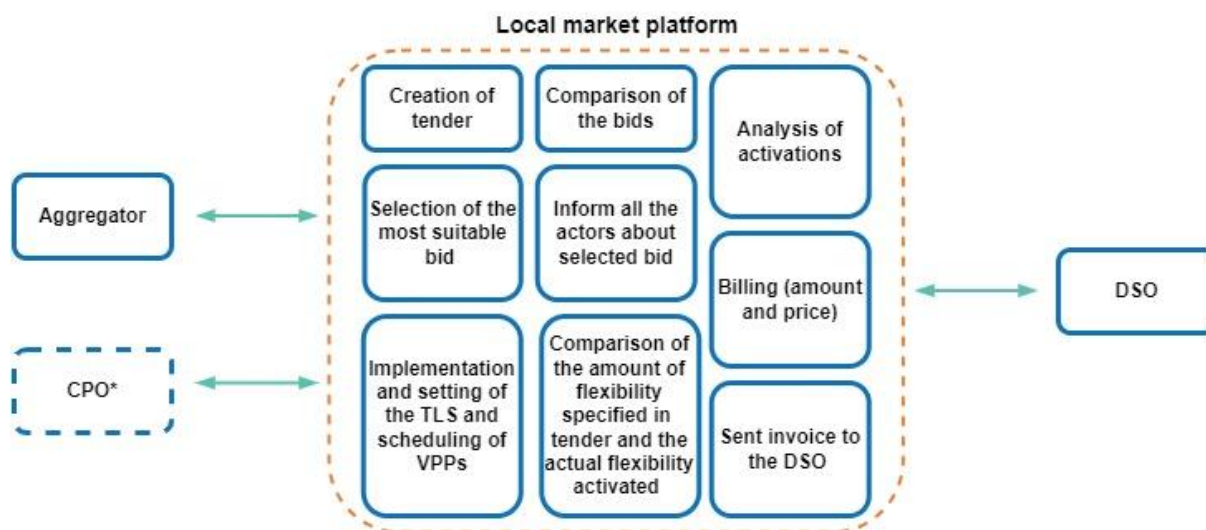 Local market platform
Aggregator
CPO*
Creation of
tender
Comparison of
the bids
Analysis of
activations
Selection of the
most suitable
bid
Inform all the
actors about
selected bid
Billing (amount
and price)
Implementation
and setting of
the TLS and
scheduling of
VPPs
Comparison of
the amount of
flexibility
specified in
tender and the
actual flexibility
activated
Sent invoice to
the DSO
DSO